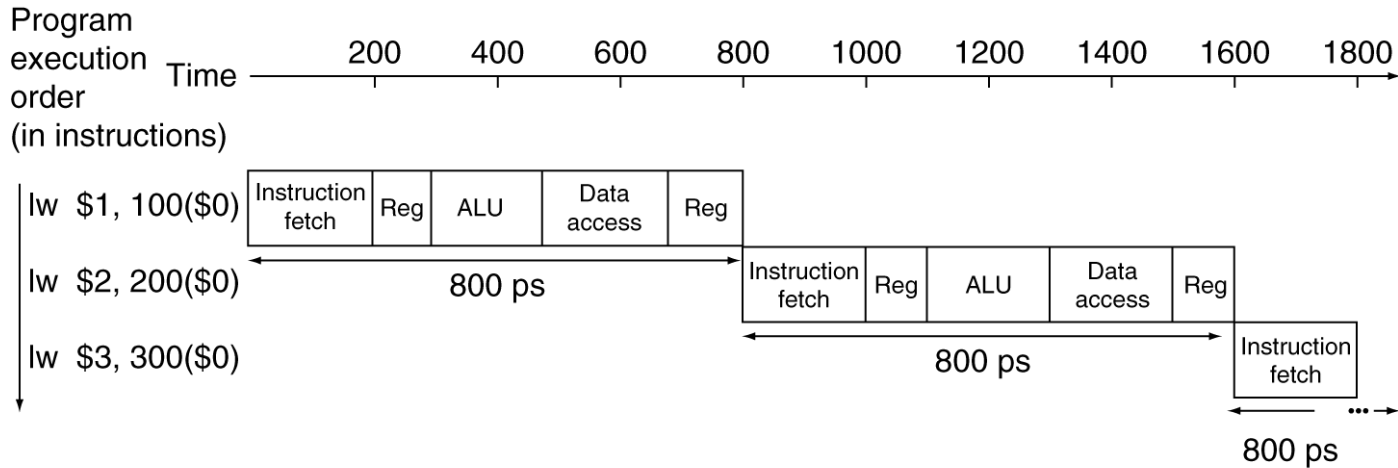 Program
execution
order
(in instructions)
Time
200 400 600 800 1000 1200 1400 1600 1800
lw $1, 100($0)
Instruction
fetch
Reg
ALU
Data
access
Reg
800 ps
lw $2, 200($0)
Instruction
fetch
Reg
ALU
Data
access
Reg
800 ps
lw $3, 300($0)
Instruction
fetch
...
800 ps